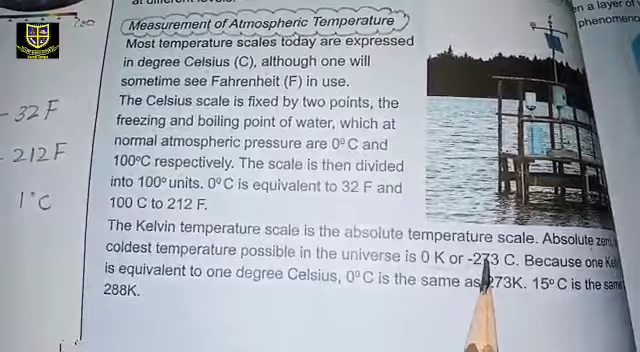 en a layer of
phenomen
Measurement of Atmospheric Temperature
Most temperature scales today are expressed
in degree Celsius (C), although one will
sometime see Fahrenheit (F) in use.
The Celsius scale is fixed by two points, the
freezing and boiling point of water, which at
normal atmospheric pressure are 0°C and
100°C respectively. The scale is then divided
into 100° units. 0°C is equivalent to 32 F and
100 C to 212 F.
The Kelvin temperature scale is the absolute temperature scale. Absolute zero,
coldest temperature possible in the universe is 0 K or -273 C. Because one Ke
is equivalent to one degree Celsius, 0°C is the same as 273K. 15°C is the same
288K.
- 32 F
- 212 F
1°C